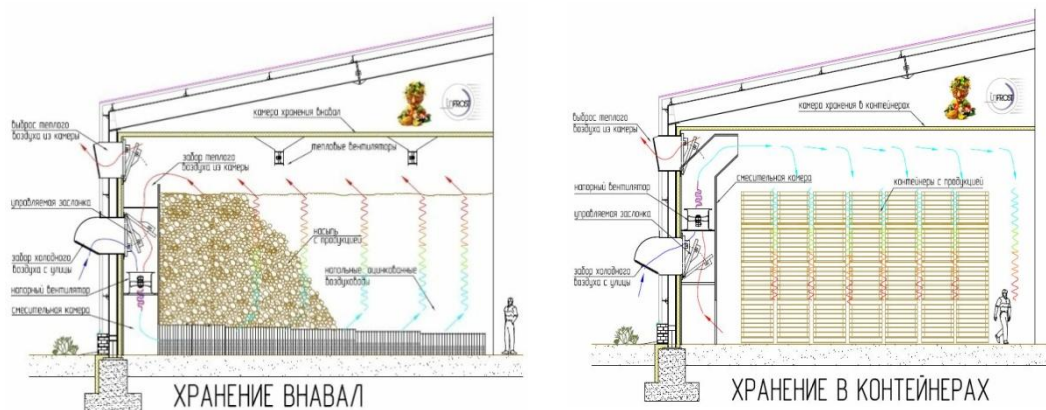 камера хранения внавал
выброс теплого
воздуха из камеры
тепловые вентиляторы
забор теплого
воздуха из камеры
управляемая заслонка
насыпь
с продукцией
забор холодного
воздуха с улицы
напольные оцинкованные
воздуховоды
напорный вентилятор
смесительная камера
ХРАНЕНИЕ ВНАВАЛ
камера хранения в контейнерах
выброс теплого
воздуха из камеры
напорный вентилятор
смесительная камера
контейнеры с продукцией
управляемая заслонка
забор холодного
воздуха с улицы
ХРАНЕНИЕ В КОНТЕЙНЕРАХ